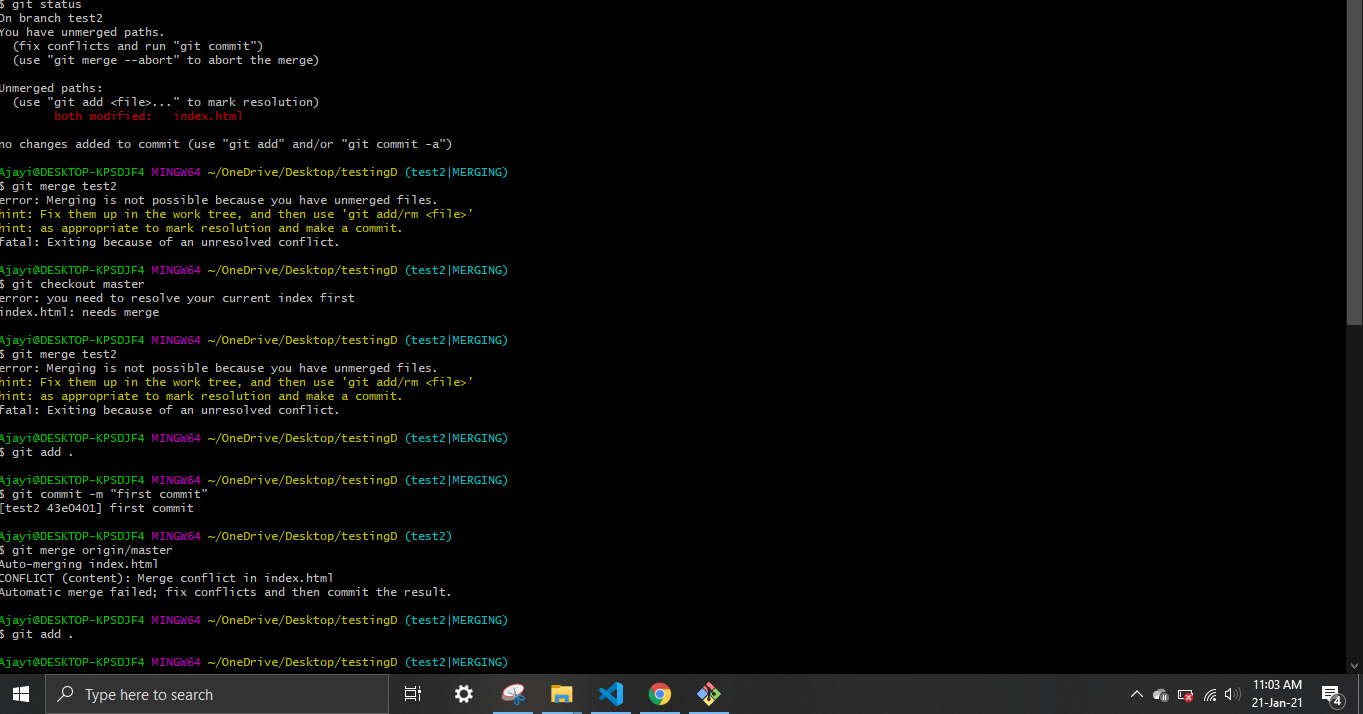 $ git status
On branch test2
You have unmerged paths.
  (fix conflicts and run "git commit")
  (use "git merge --abort" to abort the merge)

Unmerged paths:
  (use "git add <file>..." to mark resolution)
        both modified:   index.html

no changes added to commit (use "git add" and/or "git commit -a")

Ajayi@DESKTOP-KPSDJF4 MINGW64 ~/OneDrive/Desktop/testingD (test2|MERGING)
$ git merge test2
error: Merging is not possible because you have unmerged files.
hint: Fix them up in the work tree, and then use 'git add/rm <file>'
hint: as appropriate to mark resolution and make a commit.
fatal: Exiting because of an unresolved conflict.

Ajayi@DESKTOP-KPSDJF4 MINGW64 ~/OneDrive/Desktop/testingD (test2|MERGING)
$ git checkout master
error: you need to resolve your current index first
index.html: needs merge

Ajayi@DESKTOP-KPSDJF4 MINGW64 ~/OneDrive/Desktop/testingD (test2|MERGING)
$ git merge test2
error: Merging is not possible because you have unmerged files.
hint: Fix them up in the work tree, and then use 'git add/rm <file>'
hint: as appropriate to mark resolution and make a commit.
fatal: Exiting because of an unresolved conflict.

Ajayi@DESKTOP-KPSDJF4 MINGW64 ~/OneDrive/Desktop/testingD (test2|MERGING)
$ git add .

Ajayi@DESKTOP-KPSDJF4 MINGW64 ~/OneDrive/Desktop/testingD (test2|MERGING)
$ git commit -m "first commit"
[test2 43e0401] first commit

Ajayi@DESKTOP-KPSDJF4 MINGW64 ~/OneDrive/Desktop/testingD (test2)
$ git merge origin/master
Auto-merging index.html
CONFLICT (content): Merge conflict in index.html
Automatic merge failed; fix conflicts and then commit the result.

Ajayi@DESKTOP-KPSDJF4 MINGW64 ~/OneDrive/Desktop/testingD (test2|MERGING)
$ git add .

Ajayi@DESKTOP-KPSDJF4 MINGW64 ~/OneDrive/Desktop/testingD (test2|MERGING)
Type here to search
11:03 AM
21-Jan-21
4